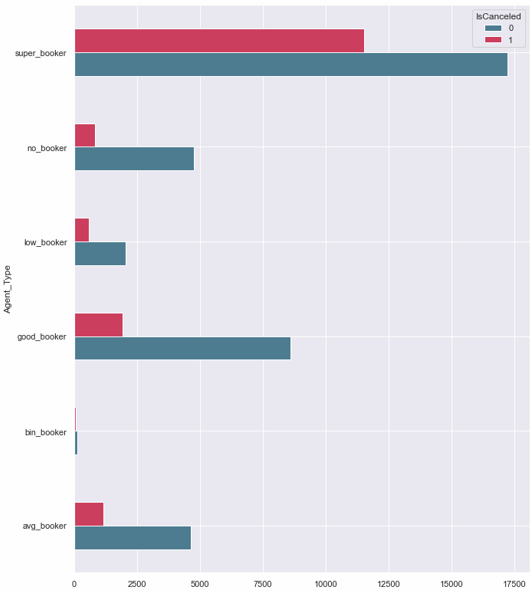 IsCanceled
0
1
super_booker
no_booker
low_booker
good_booker
bin_booker
avg_booker
Agent_Type
0 2500 5000 7500 10000 12500 15000 17500